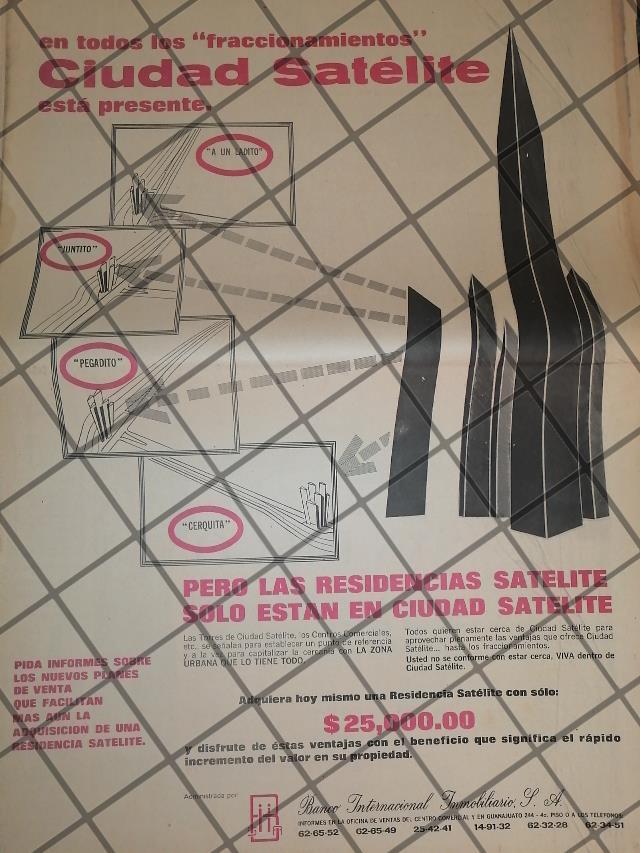 en todos los "fraccionamientos"
Ciudad Satélite
está presente.
"A UN LADITO"
"JUNTITO"
"PEGADITO"
"CERQUITA"
PERO LAS RESIDENCIAS SATELITE
SOLO ESTAN EN CIUDAD SATELITE
Las Torres de Ciudad Satélite, los Centros Comerciales,
etc., se señalan para establecer un punto de referencia
y a la vez para capitalizar la cercanía con LA ZONA
URBANA QUE LO TIENE TODO.
Todos quieren estar cerca de Ciudad Satélite para
aprovechar plenamente las ventajas que ofrece Ciudad
Satélite... hasta los fraccionamientos.
Usted no se conforme con estar cerca, VIVA dentro de
Ciudad Satélite.
PIDA INFORMES SOBRE
LOS NUEVOS PLANES
DE VENTA
QUE FACILITAN
MAS AUN LA
ADQUISICION DE UNA
RESIDENCIA SATELITE.
Adquiera hoy mismo una Residencia Satélite con sólo:
$25,000.00
y disfrute de éstas ventajas con el beneficio que significa el rápido
incremento del valor en su propiedad.
Administrada por:
Banco Internacional Inmobiliario, S. A.
INFORMES EN LA OFICINA DE VENTAS DEL CENTRO COMERCIAL Y EN GUANAJUATO 244 - 4o. PISO O A LOS TELEFONOS:
62-65-52 62-65-49 25-42-41 14-91-32 62-32-28 62-34-51